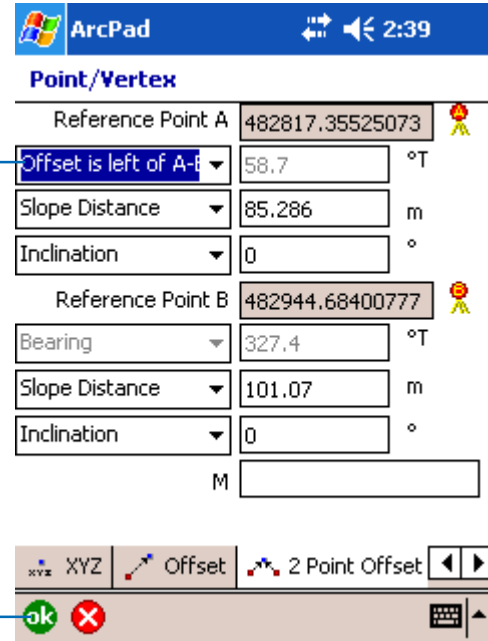 ArcPad 2:39
Point/Vertex
Reference Point A 482817.35525073 A
Offset is left of A-B 58.7 °T
Slope Distance 85.286 m
Inclination 0 °
Reference Point B 482944.68400777 B
Bearing 327.4 °T
Slope Distance 101.07 m
Inclination 0 °
M
XYZ XYZ Offset 2 Point Offset
ok